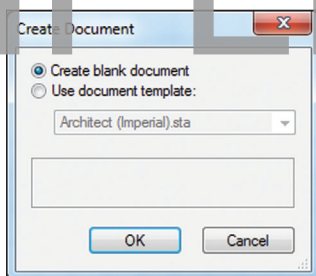 Create Document
Create blank document
Use document template:
Architect (Imperial).sta
OK
Cancel